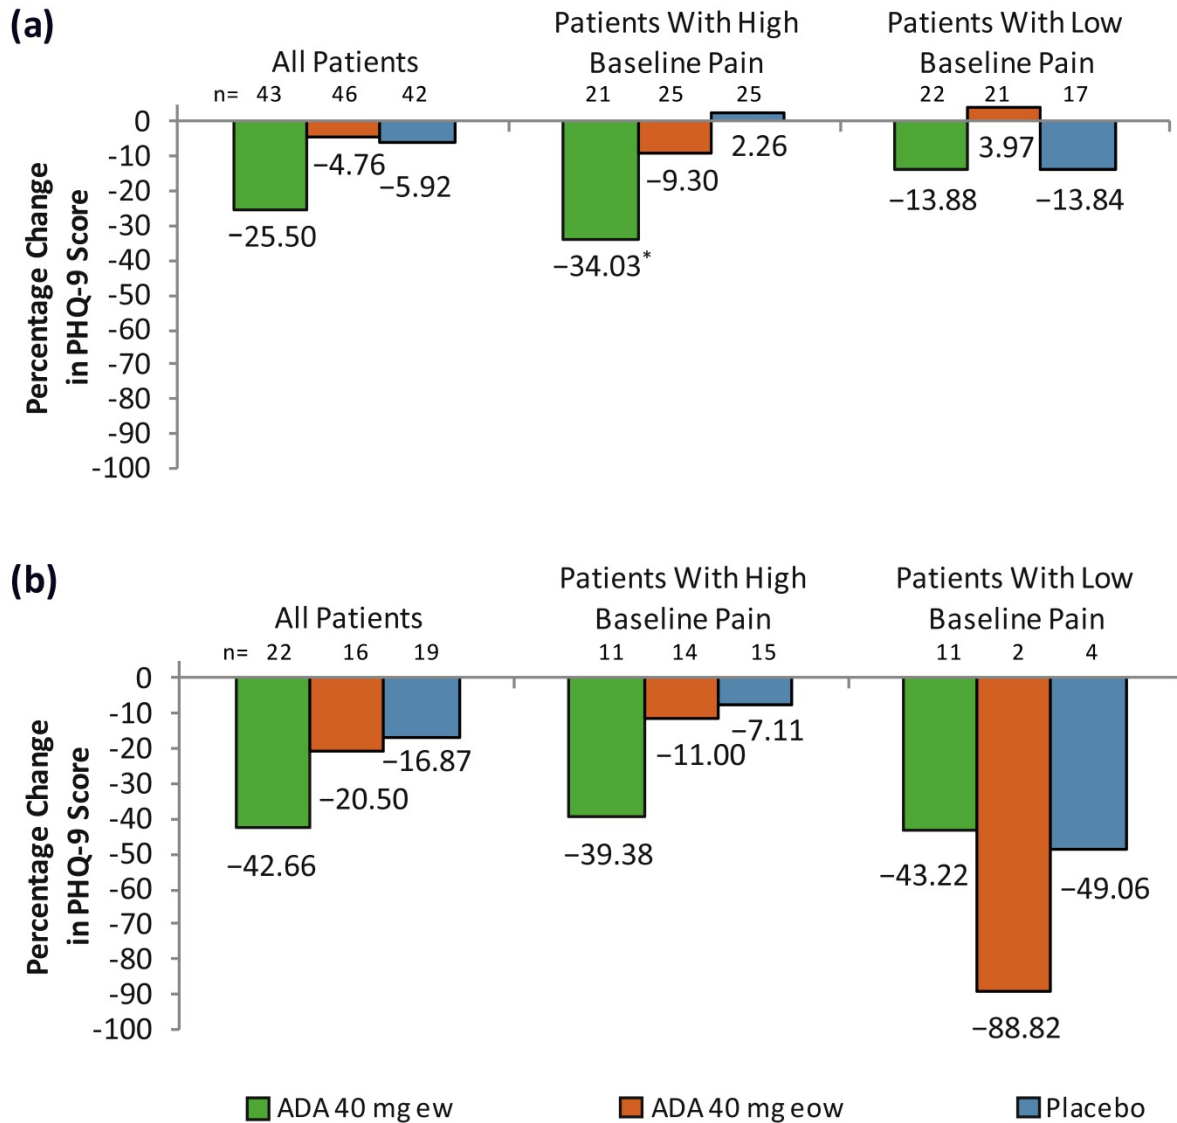 (a)
Patients With High
Baseline Pain
Patients With Low
Baseline Pain
All Patients
n= 43 46 42
21 25 25
22 21 17
Percentage Change
in PHQ-9 Score
0
-10
-20
-30
-40
-50
-60
-70
-80
-90
-100
−25.50
−4.76
−5.92
−34.03*
−9.30
2.26
−13.88
3.97
−13.84
(b)
Patients With High
Baseline Pain
Patients With Low
Baseline Pain
All Patients
n= 22 16 19
11 14 15
11 2 4
Percentage Change
in PHQ-9 Score
0
-10
-20
-30
-40
-50
-60
-70
-80
-90
-100
−42.66
−20.50
−16.87
−39.38
−11.00
−7.11
−43.22
−88.82
−49.06
ADA 40 mg ew
ADA 40 mg eow
Placebo